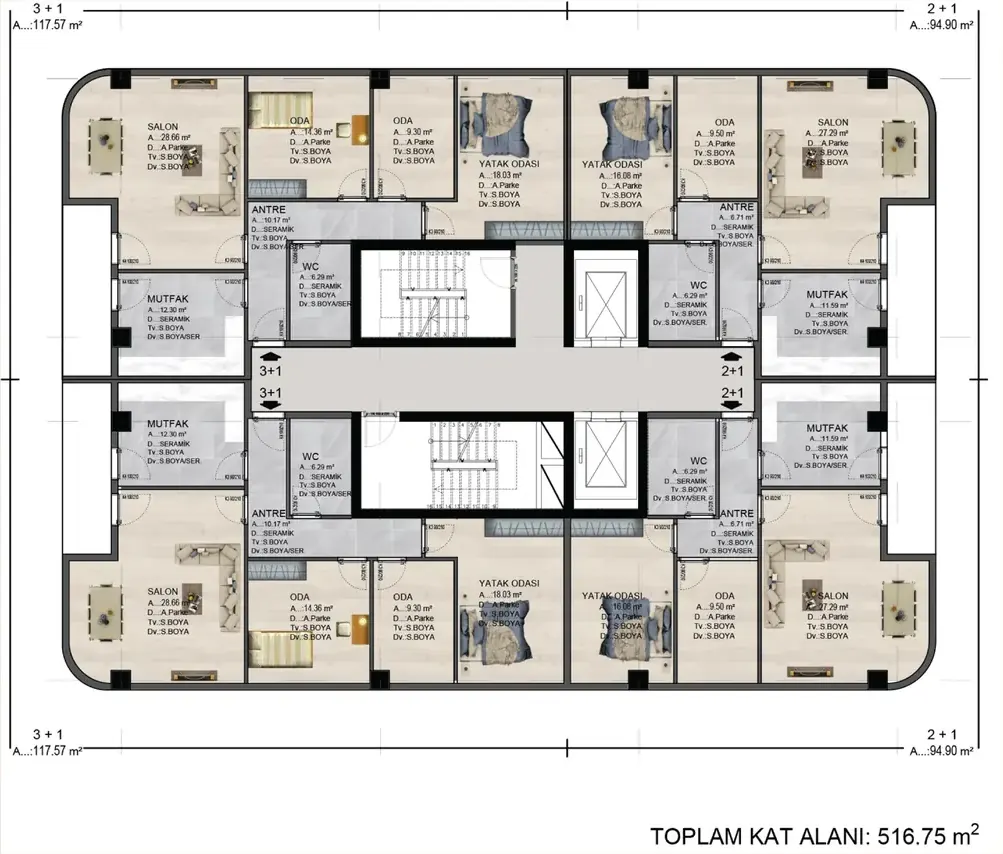 3 + 1
A...:117.57 m²
2 + 1
A...:94.90 m²
SALON
A...:28.66 m²
D...:A.Parke
Tv.:S.BOYA
Dv.:S.BOYA
ODA
A...:14.36 m²
D...:A.Parke
Tv.:S.BOYA
Dv.:S.BOYA
ODA
A...:9.30 m²
D...:A.Parke
Tv.:S.BOYA
Dv.:S.BOYA
YATAK ODASI
A...:18.03 m²
D...:A.Parke
Tv.:S.BOYA
Dv.:S.BOYA
YATAK ODASI
A...:16.08 m²
D...:A.Parke
Tv.:S.BOYA
Dv.:S.BOYA
ODA
A...:9.50 m²
D...:A.Parke
Tv.:S.BOYA
Dv.:S.BOYA
SALON
A...:27.29 m²
D...:A.Parke
Tv.:S.BOYA
Dv.:S.BOYA
ANTRE
A...:10.17 m²
D...:SERAMİK
Tv.:S.BOYA
Dv.:S.BOYA/SER.
ANTRE
A...:6.71 m²
D...:SERAMİK
Tv.:S.BOYA
Dv.:S.BOYA/SER.
WC
A...:6.29 m²
D...:SERAMİK
Tv.:S.BOYA
Dv.:S.BOYA/SER.
WC
A...:6.29 m²
D...:SERAMİK
Tv.:S.BOYA
Dv.:S.BOYA/SER.
MUTFAK
A...:12.30 m²
D...:SERAMİK
Tv.:S.BOYA
Dv.:S.BOYA/SER.
MUTFAK
A...:11.59 m²
D...:SERAMİK
Tv.:S.BOYA
Dv.:S.BOYA/SER.
3+1
2+1
3+1
2+1
MUTFAK
A...:12.30 m²
D...:SERAMİK
Tv.:S.BOYA
Dv.:S.BOYA/SER.
MUTFAK
A...:11.59 m²
D...:SERAMİK
Tv.:S.BOYA
Dv.:S.BOYA/SER.
WC
A...:6.29 m²
D...:SERAMİK
Tv.:S.BOYA
Dv.:S.BOYA/SER.
WC
A...:6.29 m²
D...:SERAMİK
Tv.:S.BOYA
Dv.:S.BOYA/SER.
ANTRE
A...:10.17 m²
D...:SERAMİK
Tv.:S.BOYA
Dv.:S.BOYA/SER.
ANTRE
A...:6.71 m²
D...:SERAMİK
Tv.:S.BOYA
Dv.:S.BOYA/SER.
SALON
A...:28.66 m²
D...:A.Parke
Tv.:S.BOYA
Dv.:S.BOYA
ODA
A...:14.36 m²
D...:A.Parke
Tv.:S.BOYA
Dv.:S.BOYA
ODA
A...:9.30 m²
D...:A.Parke
Tv.:S.BOYA
Dv.:S.BOYA
YATAK ODASI
A...:18.03 m²
D...:A.Parke
Tv.:S.BOYA
Dv.:S.BOYA
YATAK ODASI
A...:16.08 m²
D...:A.Parke
Tv.:S.BOYA
Dv.:S.BOYA
ODA
A...:9.50 m²
D...:A.Parke
Tv.:S.BOYA
Dv.:S.BOYA
SALON
A...:27.29 m²
D...:A.Parke
Tv.:S.BOYA
Dv.:S.BOYA
3 + 1
A...:117.57 m²
2 + 1
A...:94.90 m²
TOPLAM KAT ALANI: 516.75 m²